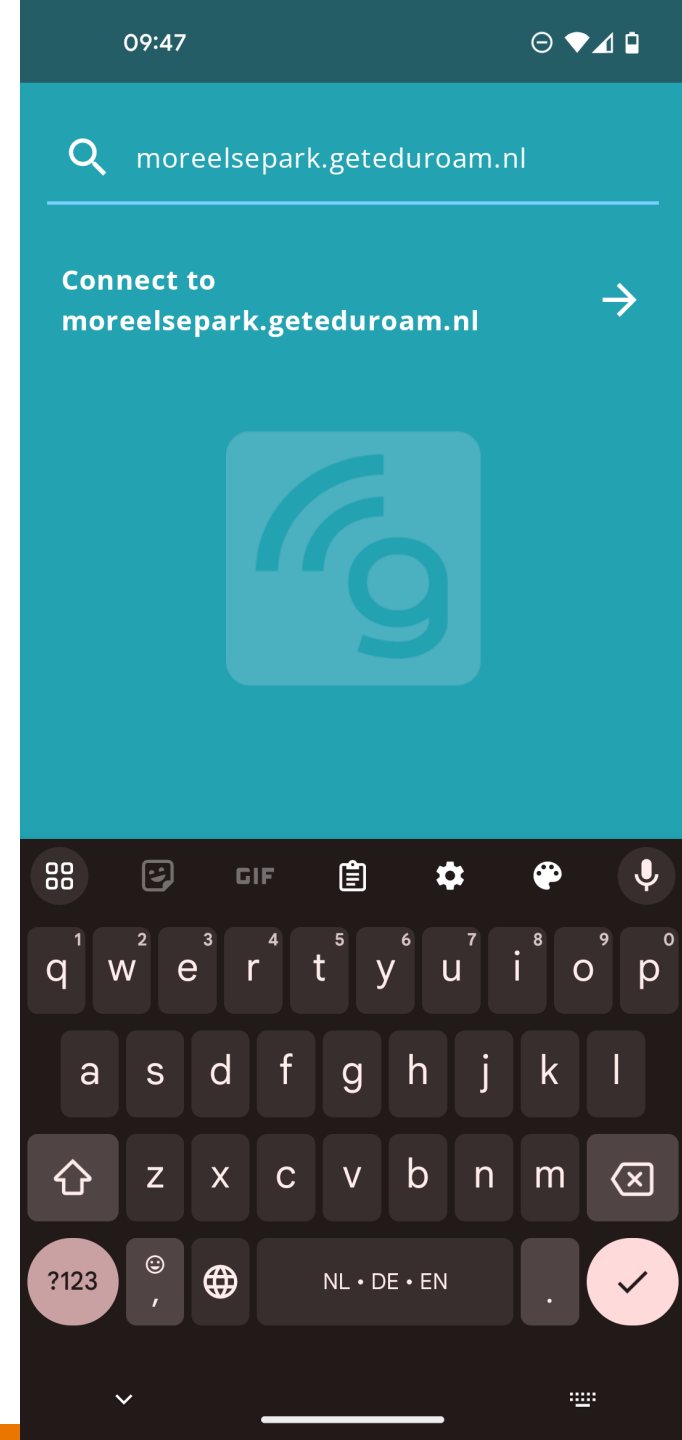 09:47
moreelsepark.geteduroam.nl
Connect to
moreelsepark.geteduroam.nl
g
GIF
1 2 3 4 5 6 7 8 9 0
q w e r t y u i o p
a s d f g h j k l
z x c v b n m
?123 , NL • DE • EN .